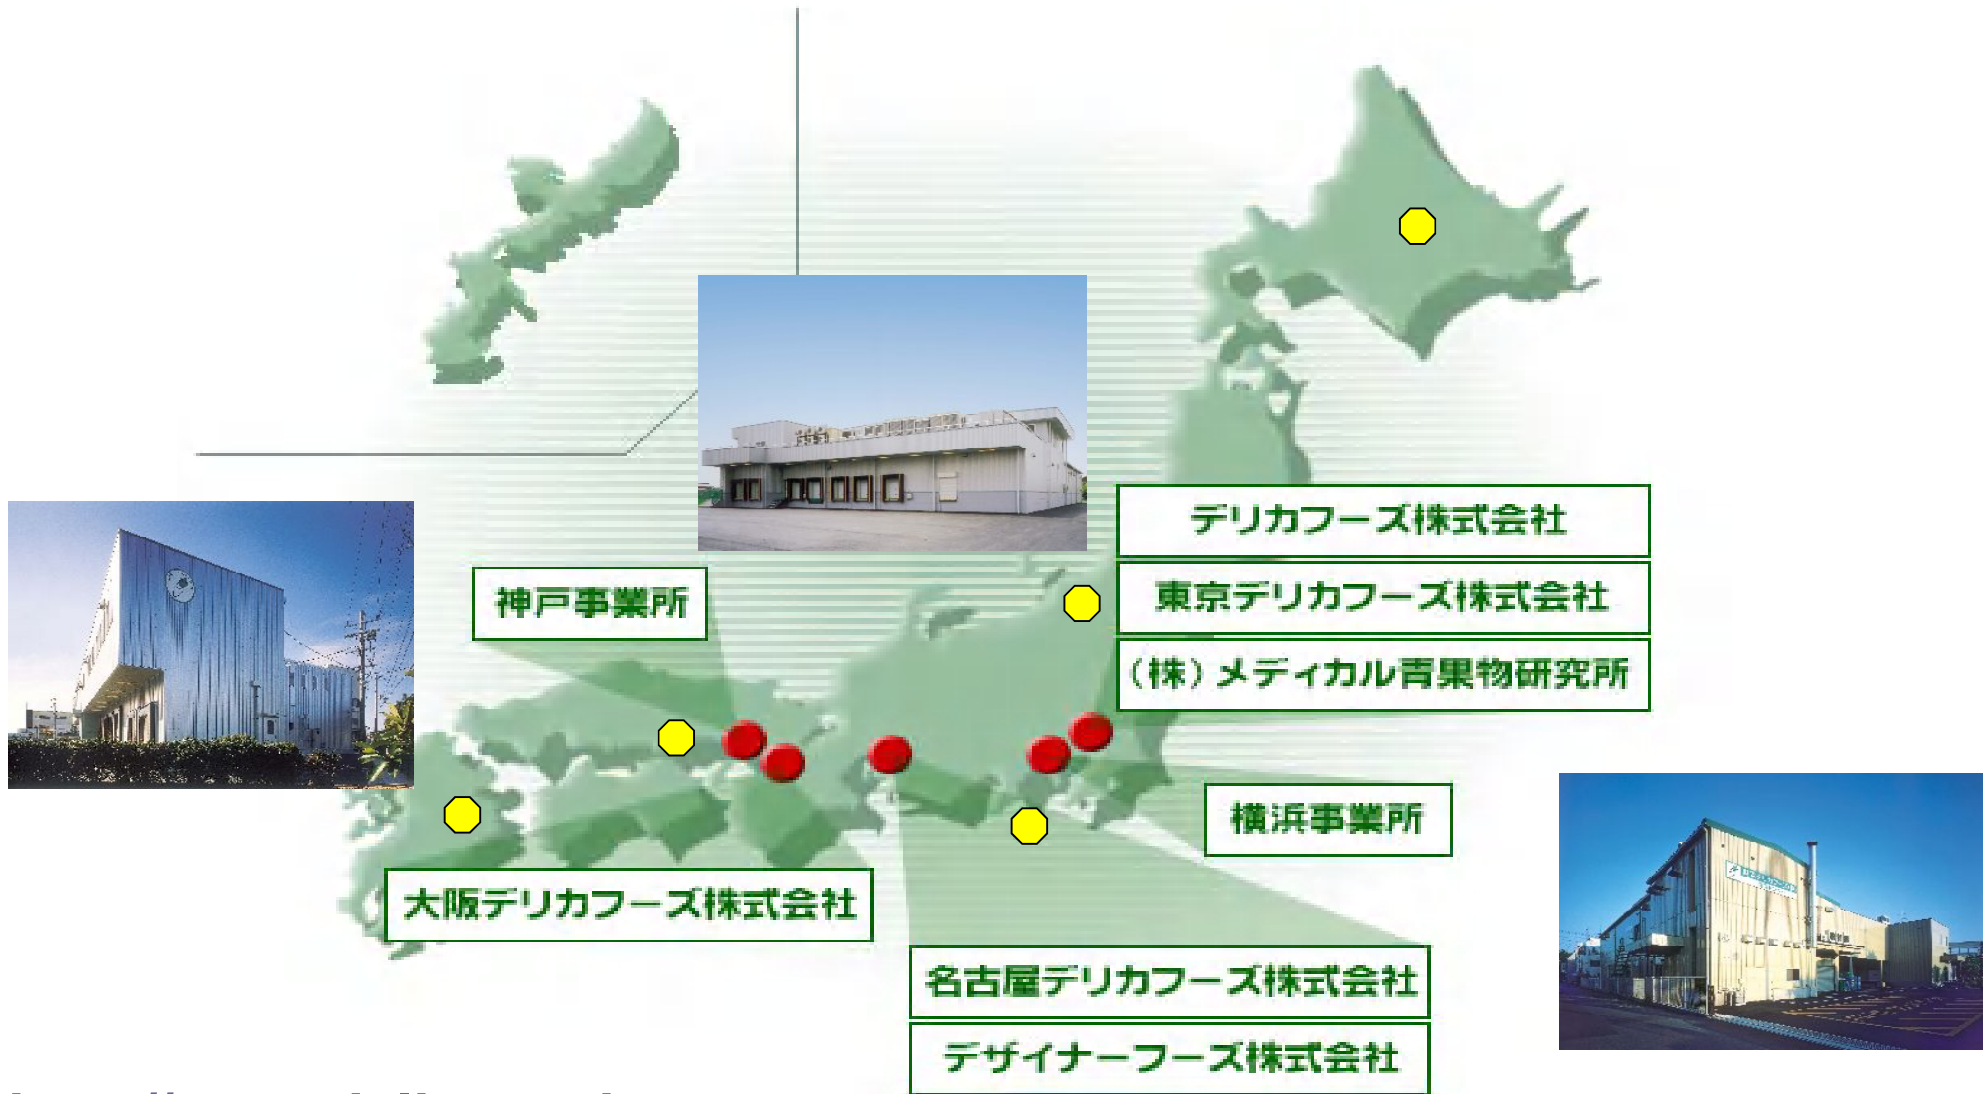 デリカフーズ株式会社
神戸事業所
東京デリカフーズ株式会社
(株)メディカル青果物研究所
横浜事業所
大阪デリカフーズ株式会社
名古屋デリカフーズ株式会社
デザイナーフーズ株式会社